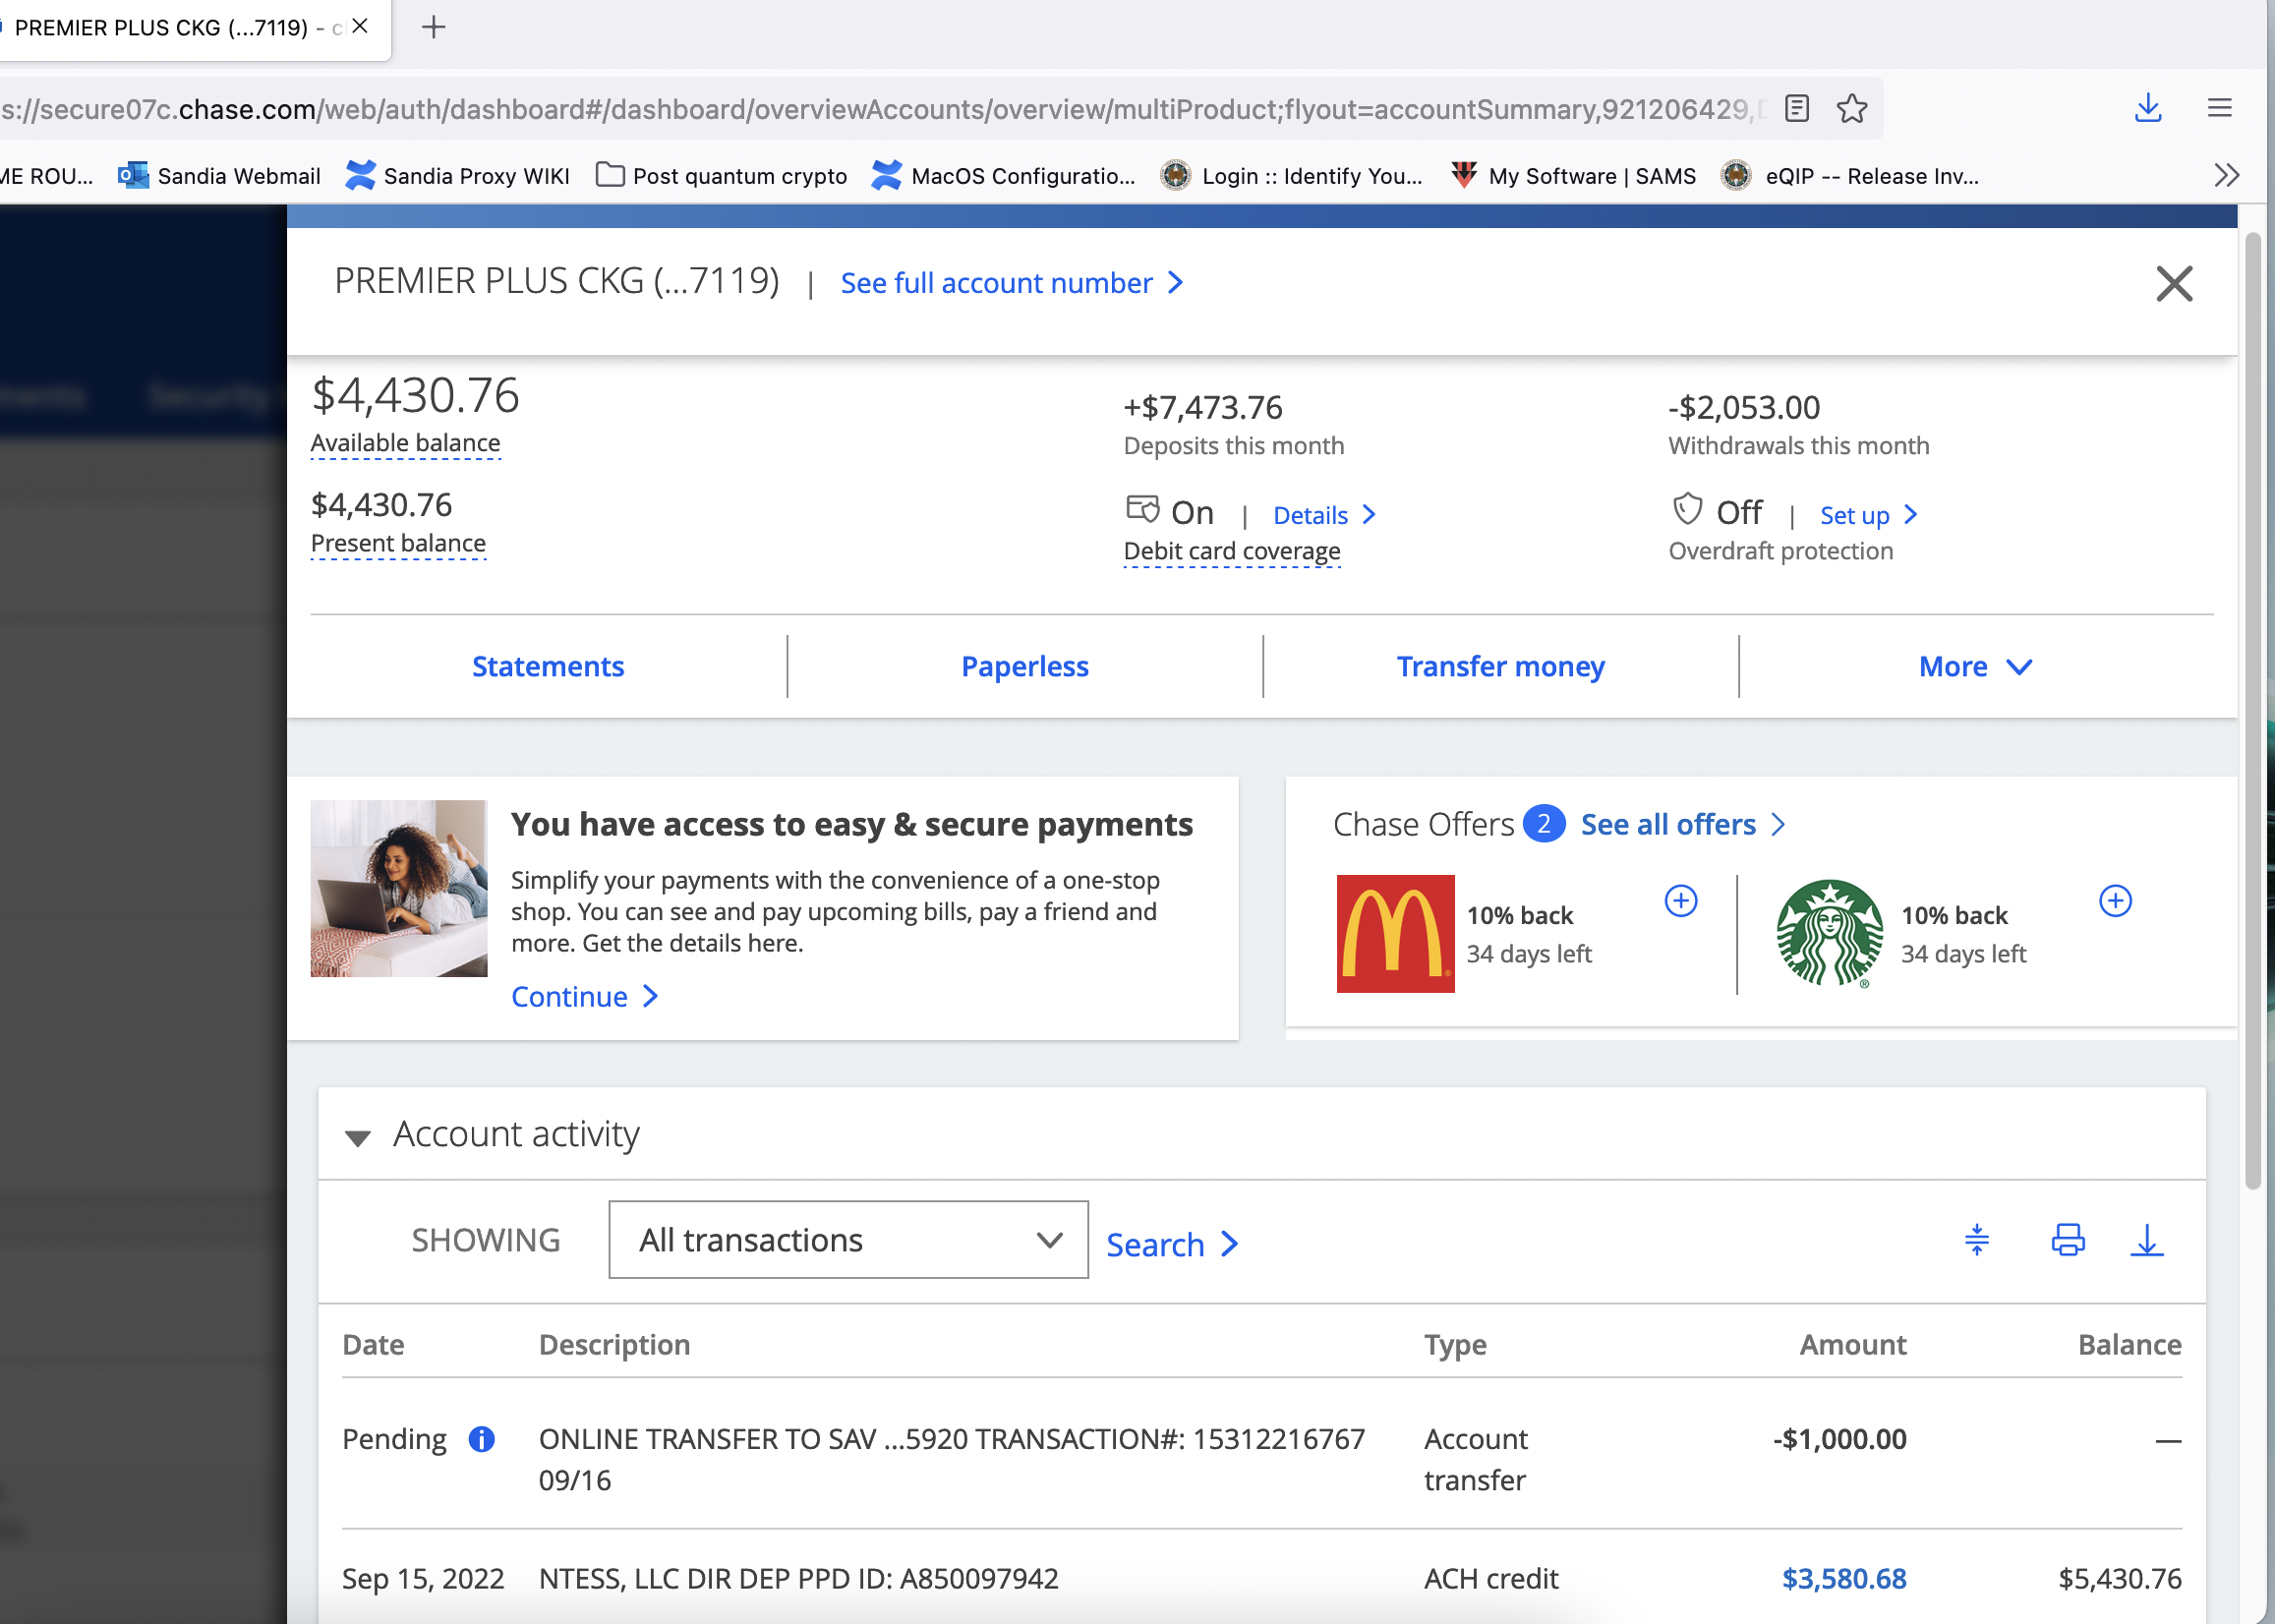 PREMIER PLUS CKG (...7119) - c
s://secure07c.chase.com/web/auth/dashboard#/dashboard/overviewAccounts/overview/multiProduct;flyout=accountSummary,921206429,D
ME ROU... Sandia Webmail Sandia Proxy WIKI Post quantum crypto MacOS Configuratio... Login :: Identify You... My Software | SAMS eQIP -- Release Inv...
ments Security
PREMIER PLUS CKG (...7119) | See full account number
$4,430.76 +$7,473.76 -$2,053.00
Available balance Deposits this month Withdrawals this month
$4,430.76 On | Details Off | Set up
Present balance Debit card coverage Overdraft protection
Statements Paperless Transfer money More
You have access to easy & secure payments
Simplify your payments with the convenience of a one-stop
shop. You can see and pay upcoming bills, pay a friend and
more. Get the details here.
Continue
Chase Offers 2 See all offers
10% back 10% back
34 days left 34 days left
Account activity
SHOWING All transactions Search
Date Description Type Amount Balance
Pending ONLINE TRANSFER TO SAV ...5920 TRANSACTION#: 15312216767 Account -$1,000.00 —
09/16 transfer
Sep 15, 2022 NTESS, LLC DIR DEP PPD ID: A850097942 ACH credit $3,580.68 $5,430.76